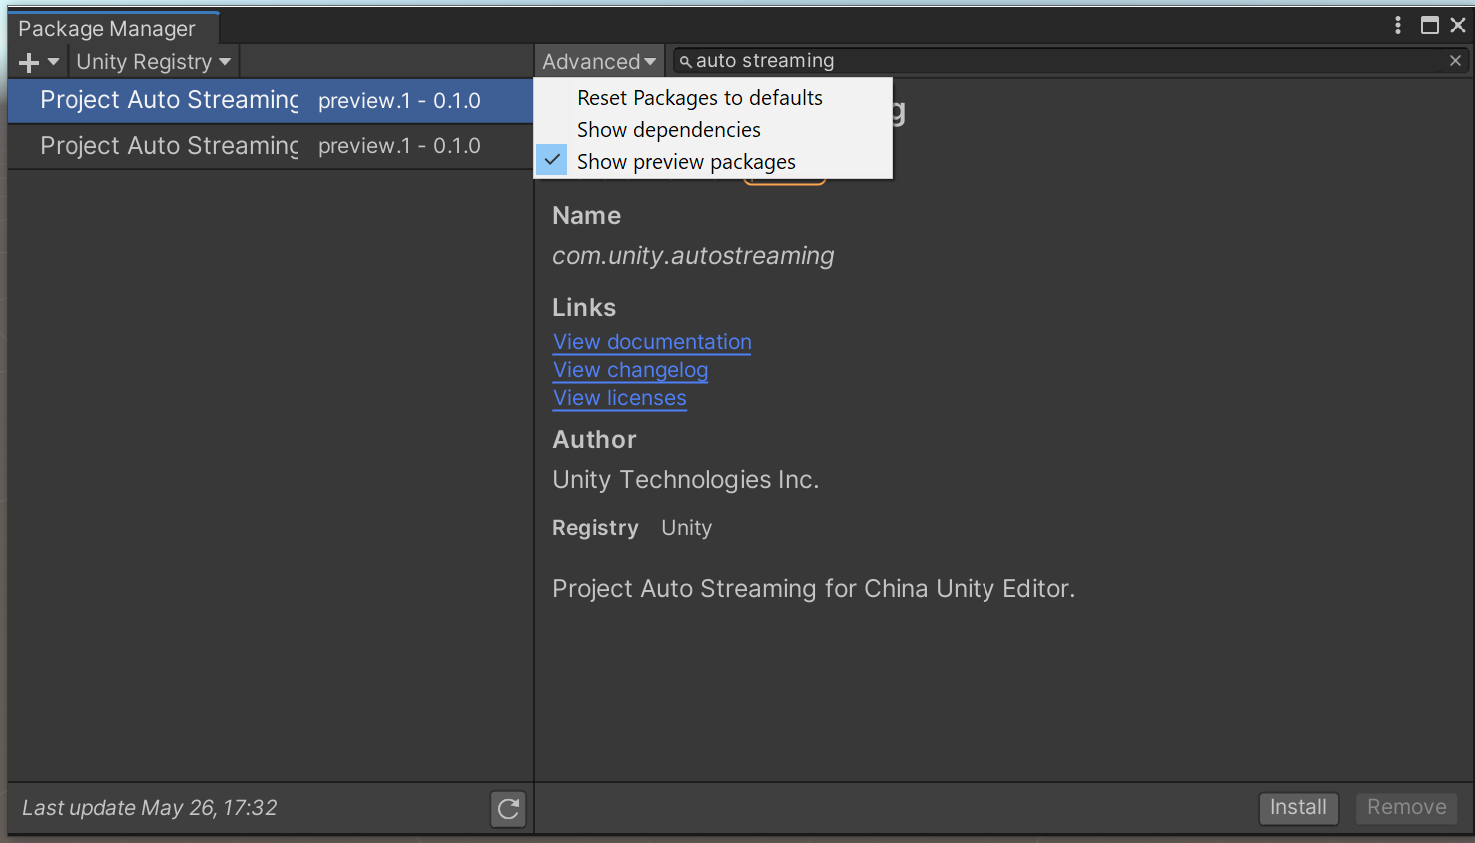 Package Manager
Unity Registry
Advanced
auto streaming
Project Auto Streaming preview.1 - 0.1.0
Project Auto Streaming preview.1 - 0.1.0
Reset Packages to defaults
Show dependencies
Show preview packages
g
Name
com.unity.autostreaming
Links
View documentation
View changelog
View licenses
Author
Unity Technologies Inc.
Registry Unity
Project Auto Streaming for China Unity Editor.
Last update May 26, 17:32
Install
Remove